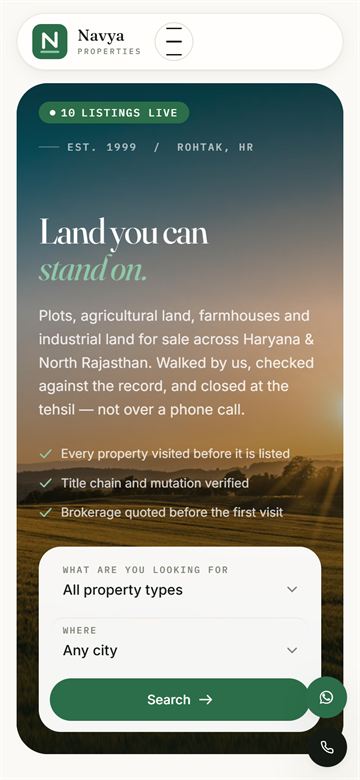 N
Navya
PROPERTIES
10 LISTINGS LIVE
EST. 1999 / ROHTAK, HR
Land you can
stand on.
Plots, agricultural land, farmhouses and
industrial land for sale across Haryana &
North Rajasthan. Walked by us, checked
against the record, and closed at the
tehsil — not over a phone call.
Every property visited before it is listed
Title chain and mutation verified
Brokerage quoted before the first visit
WHAT ARE YOU LOOKING FOR
All property types
WHERE
Any city
Search →